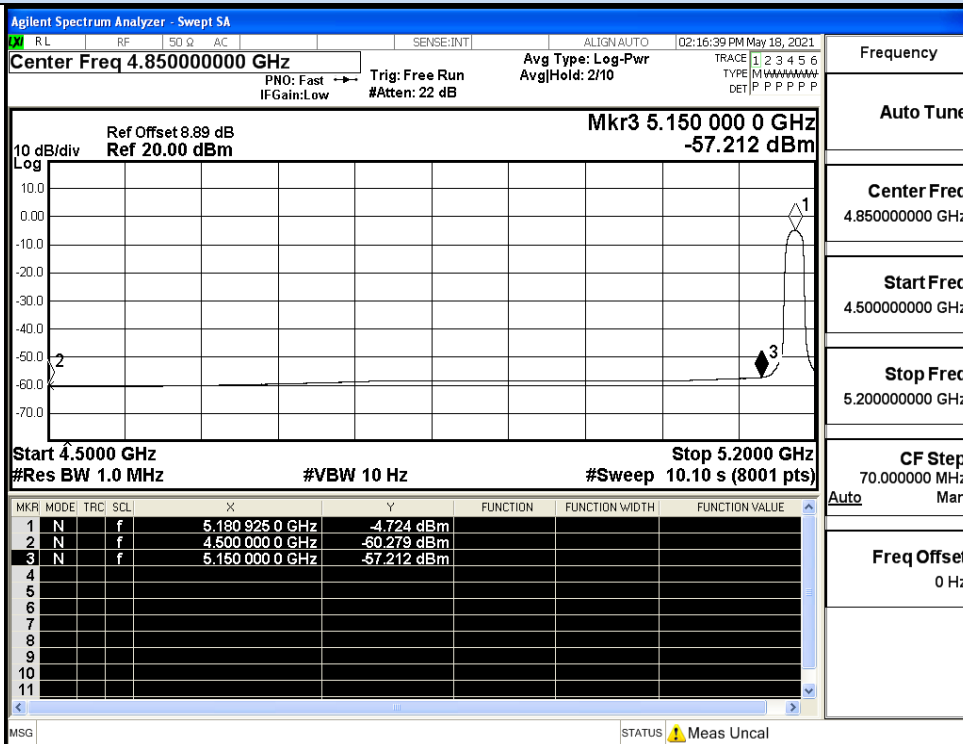 Agilent Spectrum Analyzer - Swept SA
LXI RL RF 50 Ω AC SENSE:INT ALIGN AUTO 02:16:39 PM May 18, 2021
Center Freq 4.850000000 GHz
PNO: Fast
IFGain:Low
Trig: Free Run
#Atten: 22 dB
Avg Type: Log-Pwr
Avg|Hold: 2/10
TRACE 1 2 3 4 5 6
TYPE M
DET P P P P P P
Ref Offset 8.89 dB
10 dB/div Ref 20.00 dBm
Log
Mkr3 5.150 000 0 GHz
-57.212 dBm
10.0
0.00
-10.0
-20.0
-30.0
-40.0
-50.0
-60.0
-70.0
1
2
3
Start 4.5000 GHz Stop 5.2000 GHz
#Res BW 1.0 MHz #VBW 10 Hz #Sweep 10.10 s (8001 pts)
MKR MODE TRC SCL X Y FUNCTION FUNCTION WIDTH FUNCTION VALUE
1 N f 5.180 925 0 GHz -4.724 dBm
2 N f 4.500 000 0 GHz -60.279 dBm
3 N f 5.150 000 0 GHz -57.212 dBm
4
5
6
7
8
9
10
11
MSG STATUS Meas Uncal
Frequency
Auto Tune
Center Freq
4.850000000 GHz
Start Freq
4.500000000 GHz
Stop Freq
5.200000000 GHz
CF Step
70.000000 MHz
Auto Man
Freq Offset
0 Hz